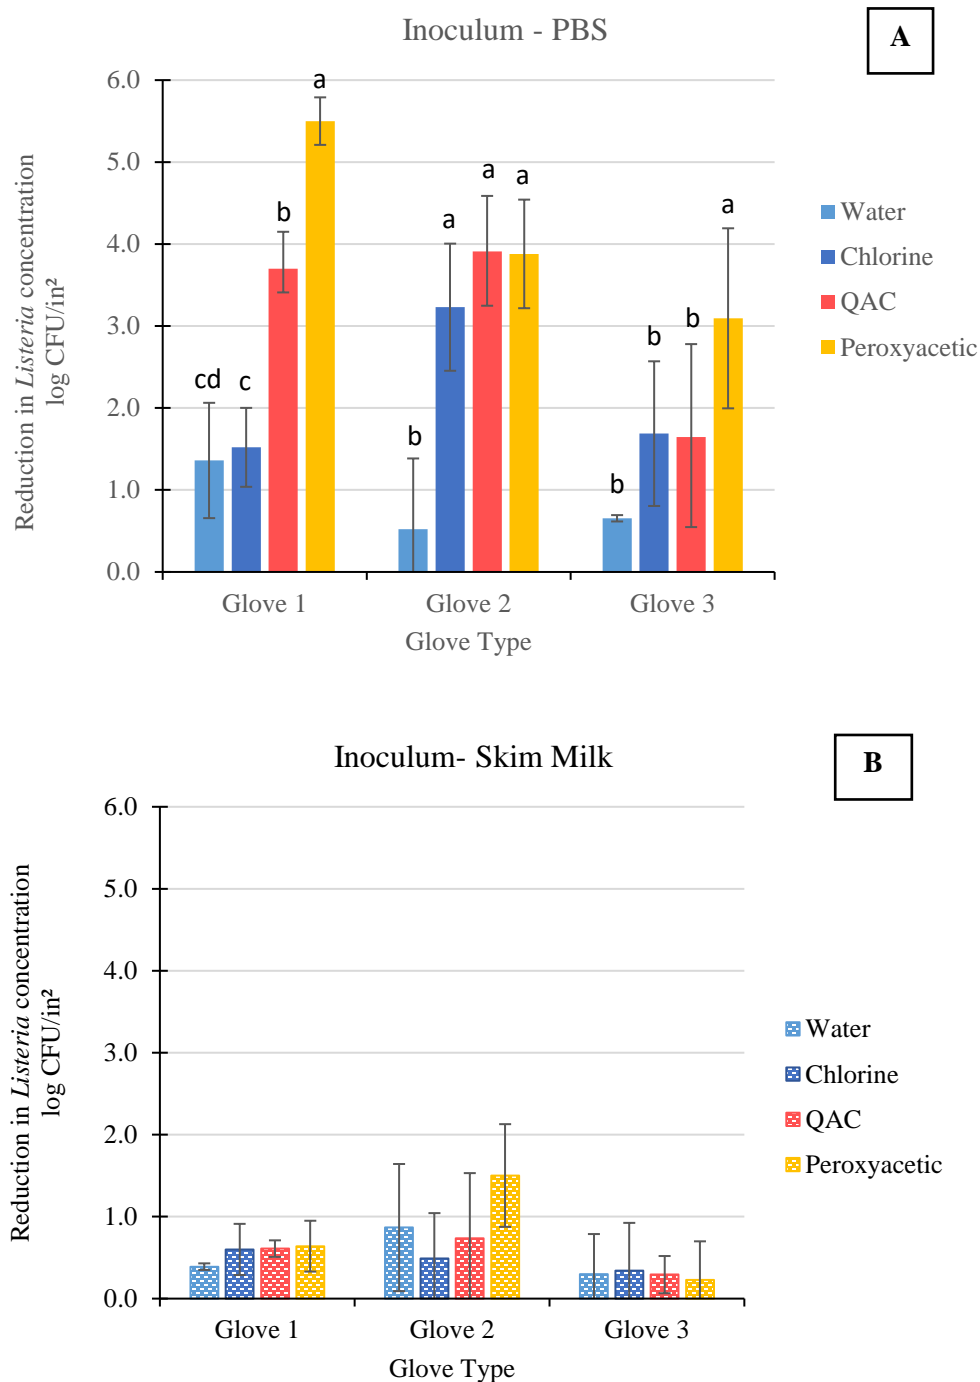 Inoculum - PBS
A
Reduction in Listeria concentration
log CFU/in²
6.0
5.0
4.0
3.0
2.0
1.0
0.0
cd
c
b
a
b
a
a
a
b
b
b
a
Glove 1
Glove 2
Glove 3
Glove Type
Water
Chlorine
QAC
Peroxyacetic
Inoculum- Skim Milk
B
Reduction in Listeria concentration
log CFU/in²
6.0
5.0
4.0
3.0
2.0
1.0
0.0
Glove 1
Glove 2
Glove 3
Glove Type
Water
Chlorine
QAC
Peroxyacetic